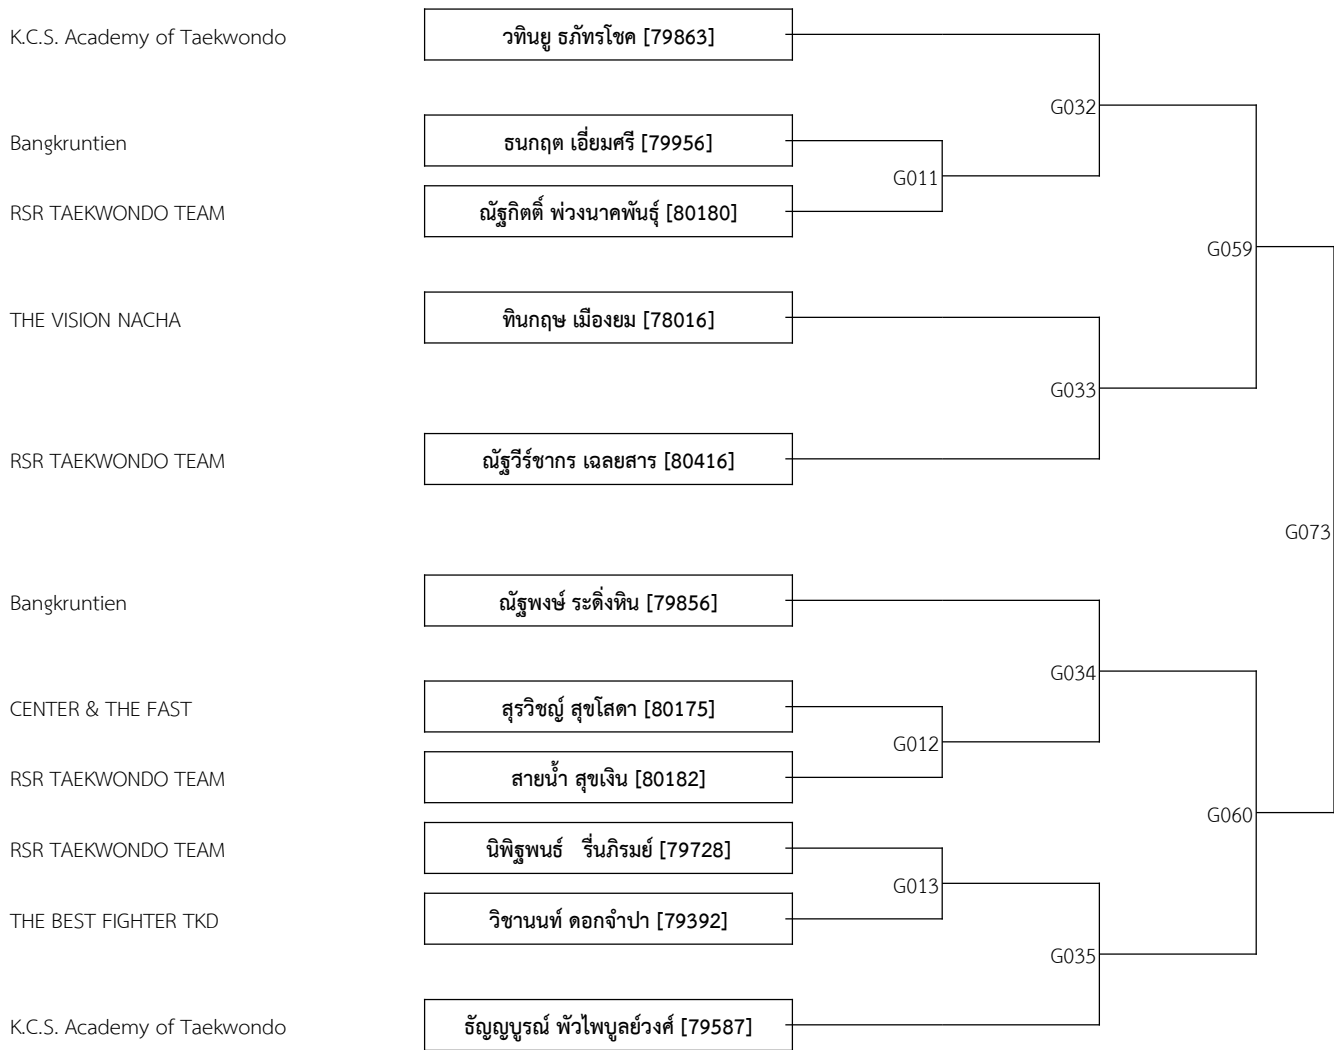 K.C.S. Academy of Taekwondo
วทินยู ธภัทรโชค [79863]
G032
Bangkruntien
ธนกฤต เอี่ยมศรี [79956]
G011
RSR TAEKWONDO TEAM
ณัฐกิตติ์ พ่วงนาคพันธุ์ [80180]
G059
THE VISION NACHA
ทินกฤษ เมืองยม [78016]
G033
RSR TAEKWONDO TEAM
ณัฐวีร์ชากร เฉลยสาร [80416]
G073
Bangkruntien
ณัฐพงษ์ ระดิ่งหิน [79856]
G034
CENTER & THE FAST
สุรวิชญ์ สุขโสดา [80175]
G012
RSR TAEKWONDO TEAM
สายน้ำ สุขเงิน [80182]
G060
RSR TAEKWONDO TEAM
นิพิฐพนธ์ รื่นภิรมย์ [79728]
G013
THE BEST FIGHTER TKD
วิชานนท์ ดอกจำปา [79392]
G035
K.C.S. Academy of Taekwondo
ธัญญบูรณ์ พัวไพบูลย์วงศ์ [79587]